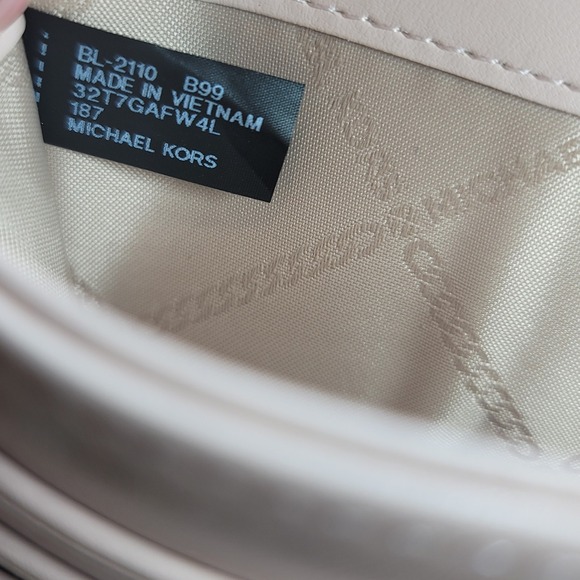 BL-2110 B99
MADE IN VIETNAM
32T7GAFW4L
187
MICHAEL KORS